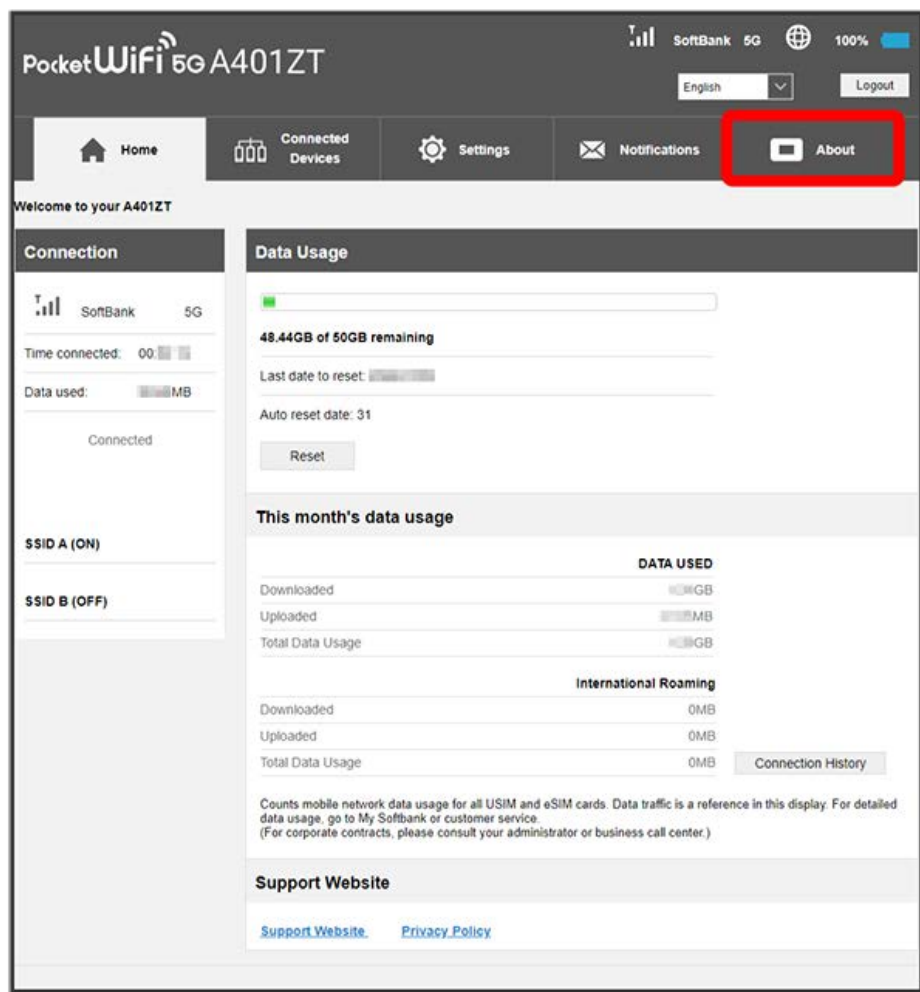 Pocket WiFi 5G A401ZT
SoftBank 5G 100%
English
Logout
Home
Connected
Devices
Settings
Notifications
About
Welcome to your A401ZT
Connection
SoftBank 5G
Time connected: 00:
Data used: MB
Connected
SSID A (ON)
SSID B (OFF)
Data Usage
48.44GB of 50GB remaining
Last date to reset:
Auto reset date: 31
Reset
This month's data usage
DATA USED
Downloaded GB
Uploaded MB
Total Data Usage GB
International Roaming
Downloaded 0MB
Uploaded 0MB
Total Data Usage 0MB
Connection History
Counts mobile network data usage for all USIM and eSIM cards. Data traffic is a reference in this display. For detailed
data usage, go to My Softbank or customer service.
(For corporate contracts, please consult your administrator or business call center.)
Support Website
Support Website Privacy Policy